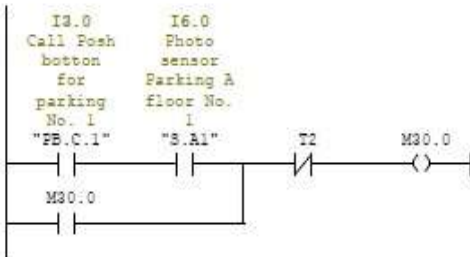 I3.0
Call Posh
botton
for
parking
No. 1
"PB.C.1"
I6.0
Photo
sensor
Parking A
floor No.
1
"S.A1"
T2
M30.0
M30.0